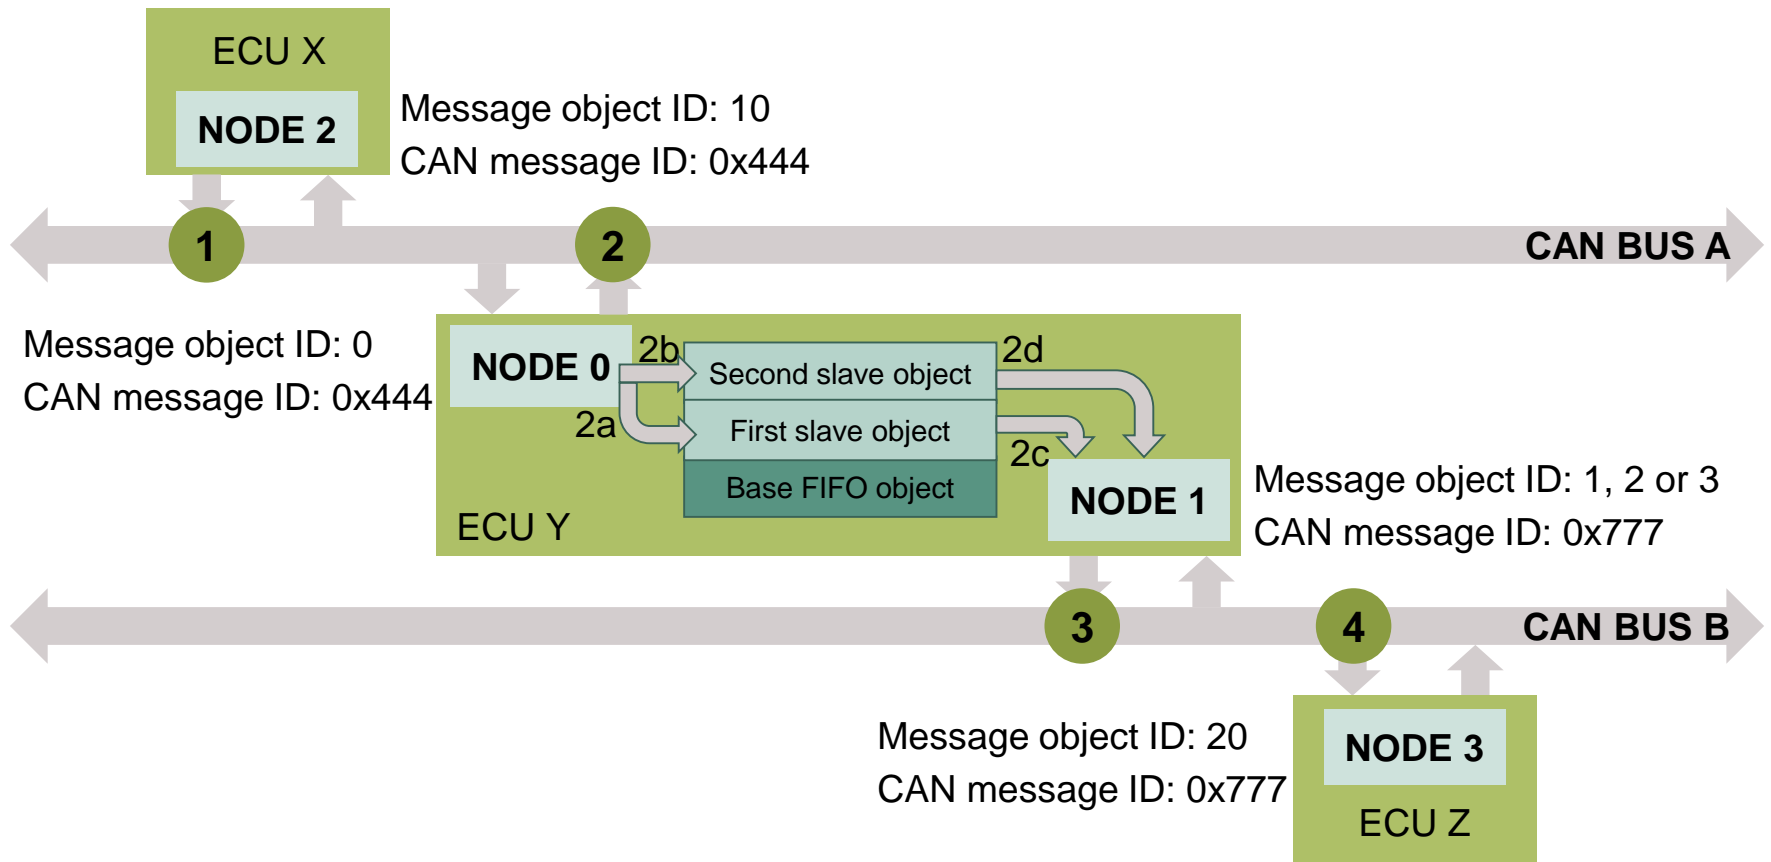 ECU X
NODE 2
Message object ID: 10
CAN message ID: 0x444
1
2
CAN BUS A
Message object ID: 0
CAN message ID: 0x444
NODE 0
2b
2a
Second slave object
First slave object
Base FIFO object
2d
2c
NODE 1
ECU Y
Message object ID: 1, 2 or 3
CAN message ID: 0x777
3
4
CAN BUS B
Message object ID: 20
CAN message ID: 0x777
NODE 3
ECU Z